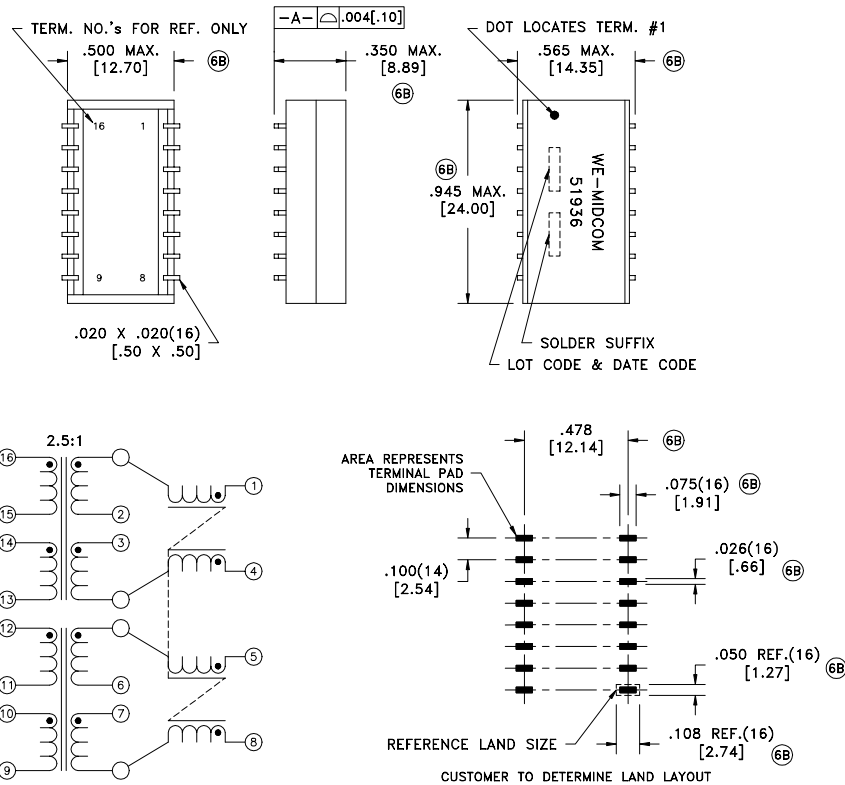 TERM. NO.'s FOR REF. ONLY
.500 MAX.
[12.70]
6B
16
1
9
8
.020 X .020(16)
[.50 X .50]
-A-
.004[.10]
.350 MAX.
[8.89]
6B
DOT LOCATES TERM. #1
.565 MAX.
[14.35]
6B
6B
.945 MAX.
[24.00]
WE-MIDCOM
51936
SOLDER SUFFIX
LOT CODE & DATE CODE
2.5:1
16
15
2
14
3
13
12
11
6
10
7
9
1
4
5
8
.478
[12.14]
6B
AREA REPRESENTS
TERMINAL PAD
DIMENSIONS
.075(16)
[1.91]
6B
.100(14)
[2.54]
.026(16)
[.66]
6B
.050 REF.(16)
[1.27]
6B
REFERENCE LAND SIZE
.108 REF.(16)
[2.74]
6B
CUSTOMER TO DETERMINE LAND LAYOUT